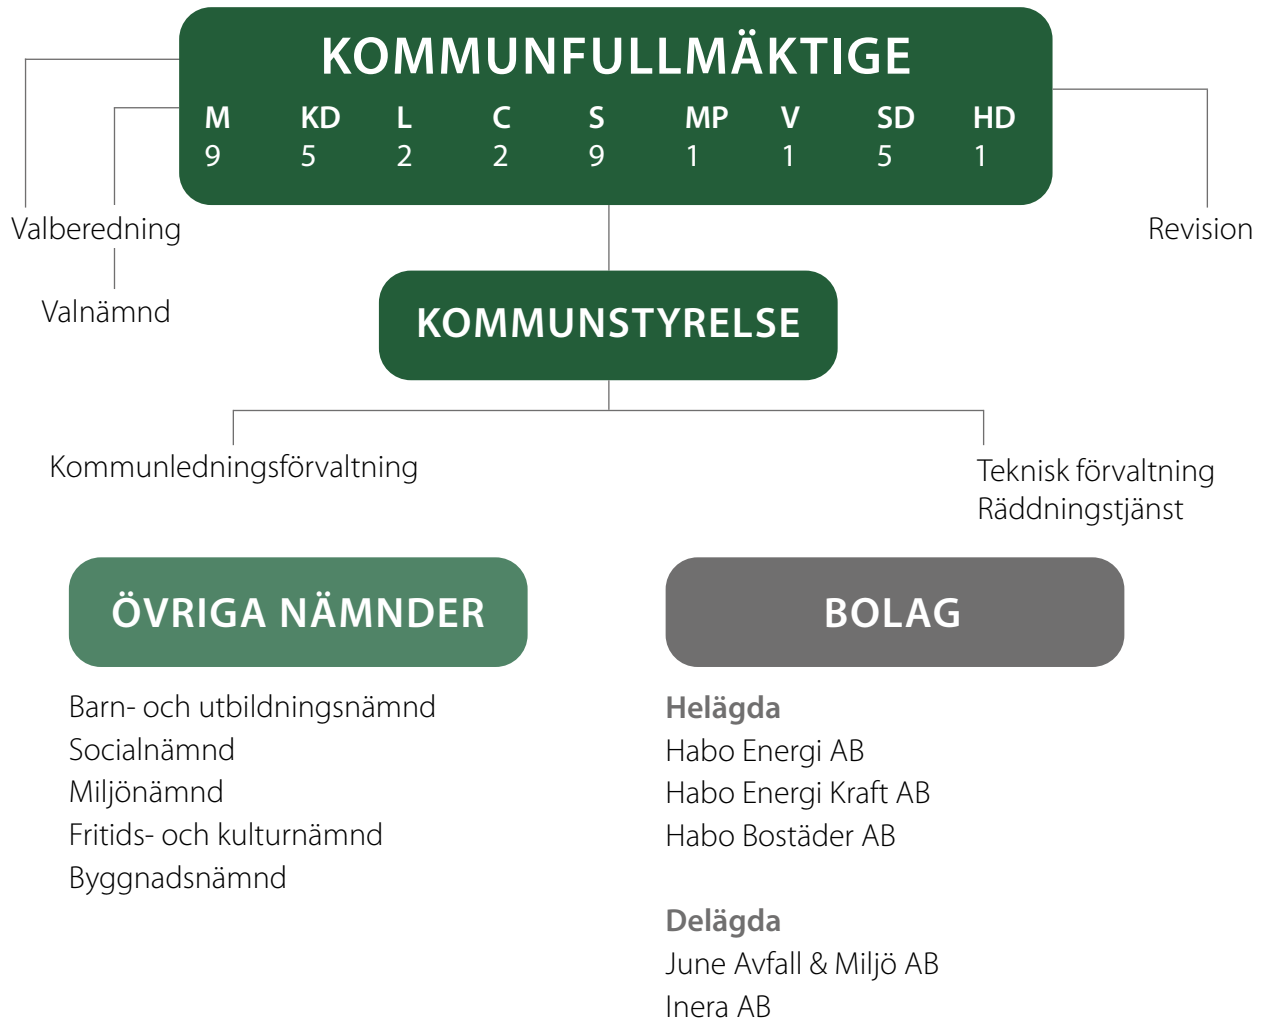 KOMMUNFULLMÄKTIGE
M KD L C S MP V SD HD
9 5 2 2 9 1 1 5 1
Valberedning
Revision
Valnämnd
KOMMUNSTYRELSE
Kommunledningsförvaltning
Teknisk förvaltning
Räddningstjänst
ÖVRIGA NÄMNDER
Barn- och utbildningsnämnd
Socialnämnd
Miljönämnd
Fritids- och kulturnämnd
Byggnadsnämnd
BOLAG
Helägda
Habo Energi AB
Habo Energi Kraft AB
Habo Bostäder AB
Delägda
June Avfall & Miljö AB
Inera AB